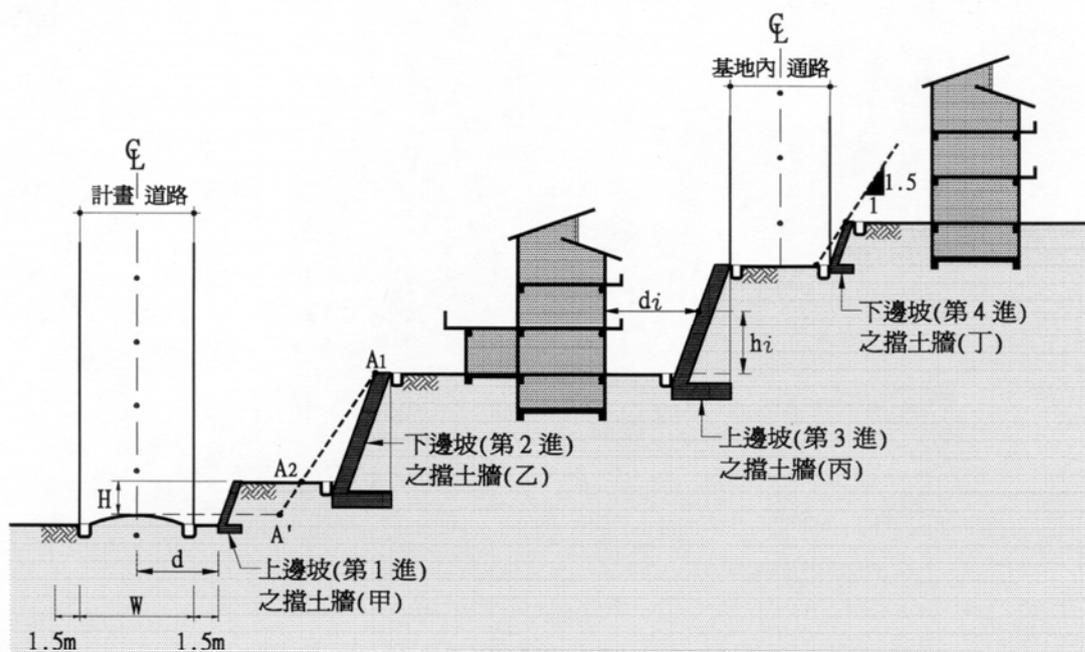 ℄
基地內 通路
℄
計畫 道路
1.5
1
di
下邊坡(第4進)
之擋土牆(丁)
hi
A1
下邊坡(第2進)
之擋土牆(乙)
上邊坡(第3進)
之擋土牆(丙)
A2
H
A'
d
上邊坡(第1進)
之擋土牆(甲)
W
1.5m
1.5m